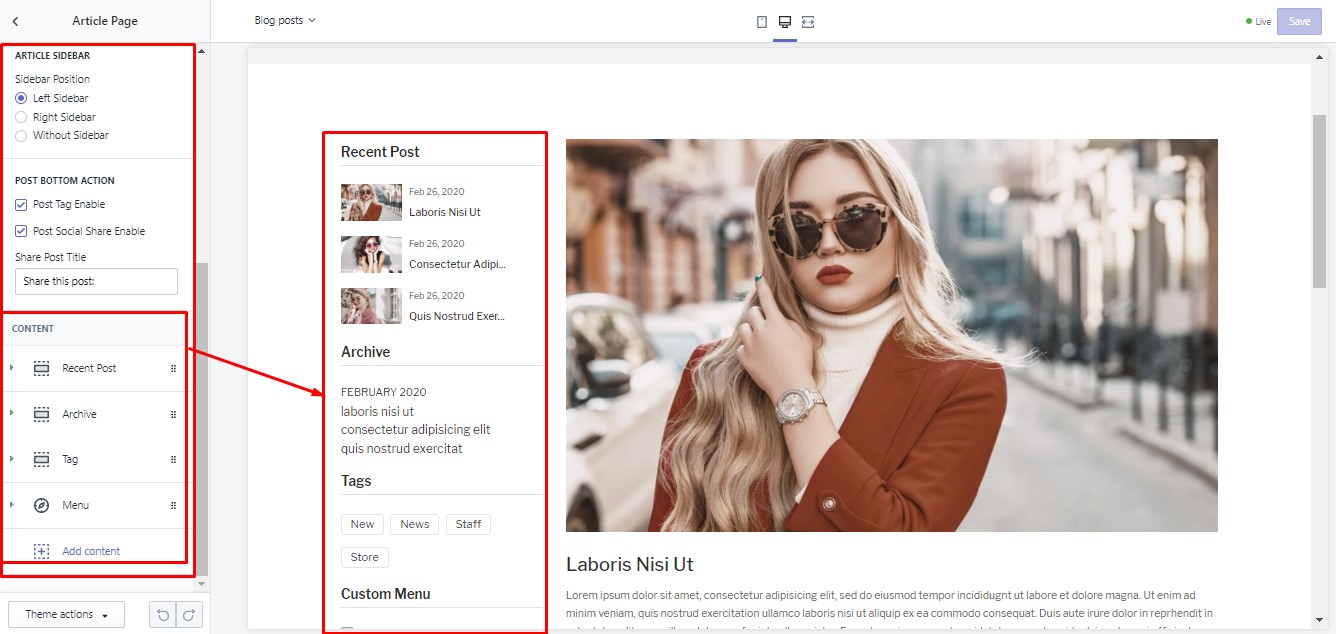 Article Page
Blog posts
Live
Save
ARTICLE SIDEBAR
Sidebar Position
Left Sidebar
Right Sidebar
Without Sidebar
POST BOTTOM ACTION
Post Tag Enable
Post Social Share Enable
Share Post Title
Share this post:
CONTENT
Recent Post
Archive
Tag
Menu
Add content
Theme actions
Recent Post
Feb 26, 2020
Laboris Nisi Ut
Feb 26, 2020
Consectetur Adipi...
Feb 26, 2020
Quis Nostrud Exer...
Archive
FEBRUARY 2020
laboris nisi ut
consectetur adipisicing elit
quis nostrud exercitat
Tags
New
News
Staff
Store
Custom Menu
Laboris Nisi Ut
Lorem ipsum dolor sit amet, consectetur adipisicing elit, sed do eiusmod tempor incididugnt ut labore et dolore magna. Ut enim ad
minim veniam, quis nostrud exercitation ullamco laboris nisi ut aliquip ex ea commodo consequat. Duis aute irure dolor in reprhendit in